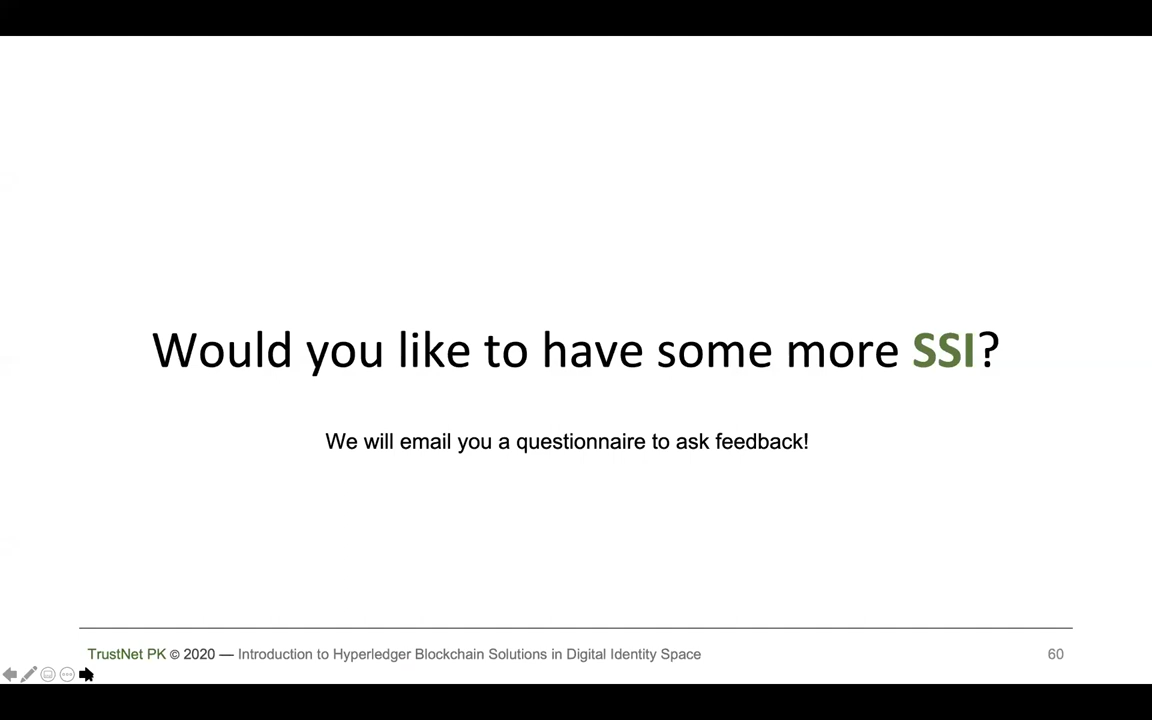 Would you like to have some more SSI?
We will email you a questionnaire to ask feedback!
TrustNet PK © 2020 — Introduction to Hyperledger Blockchain Solutions in Digital Identity Space 60